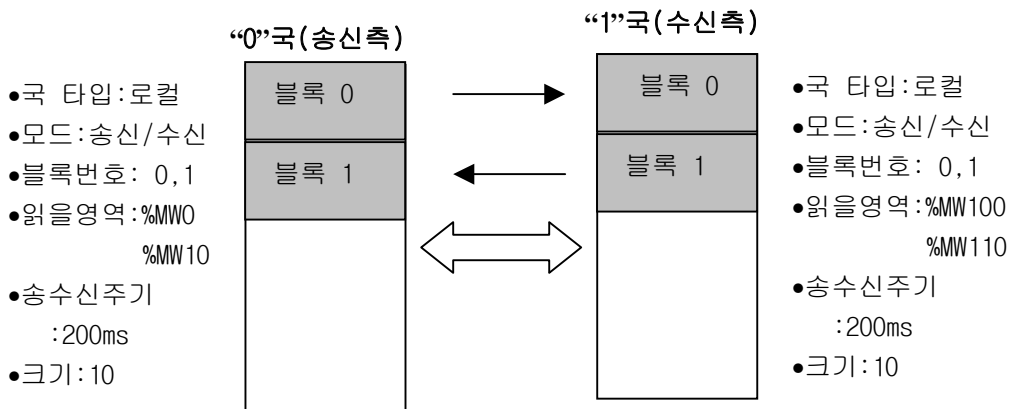 “0”국(송신측)
“1”국(수신측)
●국 타입:로컬
●모드:송신/수신
●블록번호: 0,1
●읽을영역:%MW0
%MW10
●송수신주기
:200ms
●크기:10
블록 0
블록 1
블록 0
블록 1
●국 타입:로컬
●모드:송신/수신
●블록번호: 0,1
●읽을영역:%MW100
%MW110
●송수신주기
:200ms
●크기:10